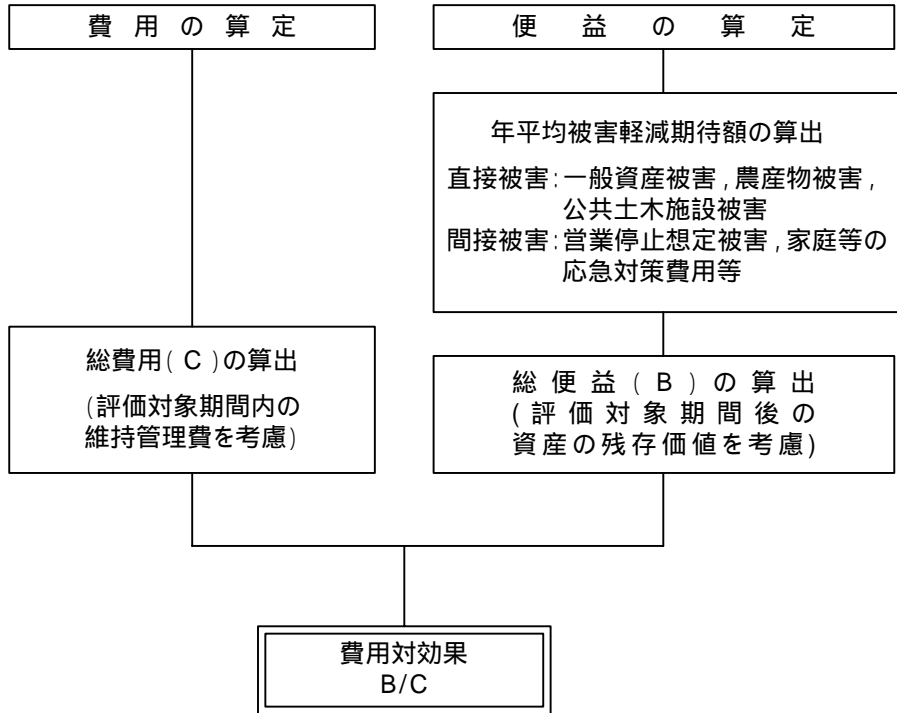 費用の算定
便益の算定
年平均被害軽減期待額の算出
直接被害:一般資産被害,農産物被害,
公共土木施設被害
間接被害:営業停止想定被害,家庭等の
応急対策費用等
総費用(C)の算出
(評価対象期間内の
維持管理費を考慮)
総便益(B)の算出
(評価対象期間後の
資産の残存価値を考慮)
費用対効果
B/C